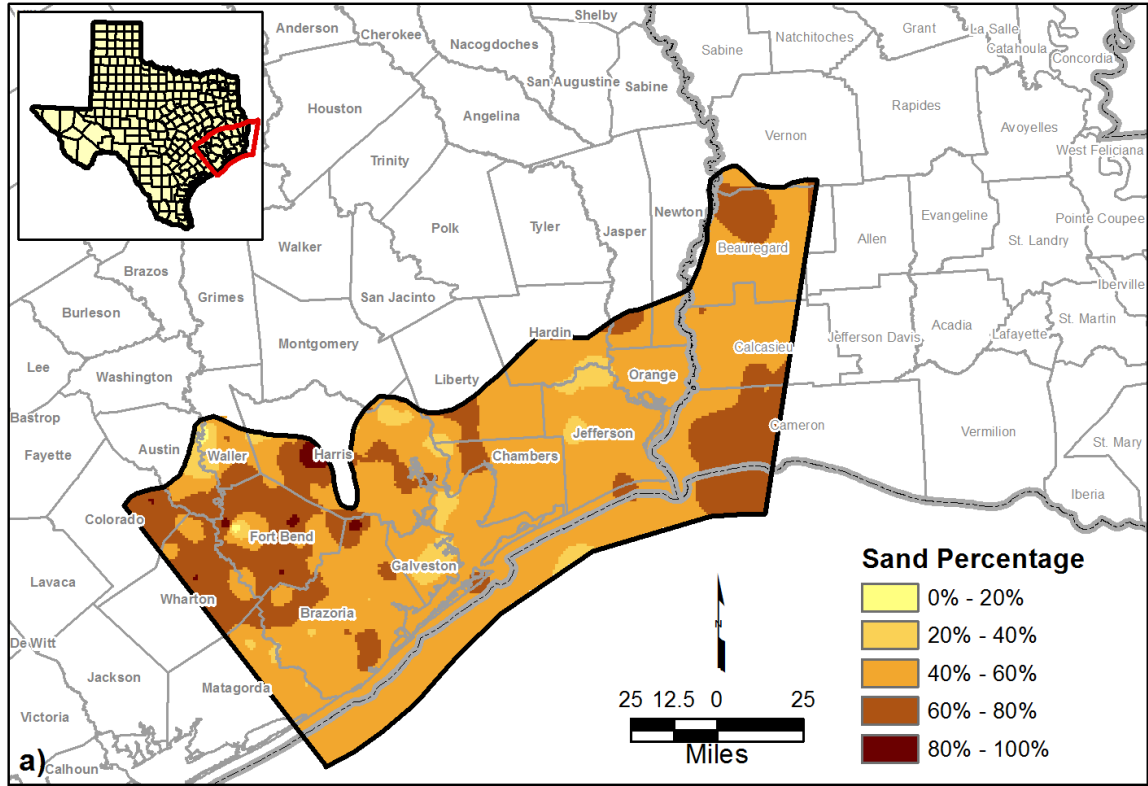 Shelby
Anderson
Cherokee
Nacogdoches
Sabine
Natchitoches
Grant
La Salle
Catahoula
Concordia
San Augustine
Sabine
Houston
Angelina
Rapides
Vernon
Avoyelles
Trinity
West Feliciana
Newton
Polk
Tyler
Jasper
Evangeline
Pointe Coupee
Walker
Beauregard
Allen
St. Landry
Brazos
Grimes
San Jacinto
Iberville
Burleson
Hardin
St. Martin
Acadia
Lafayette
Montgomery
Jefferson Davis
Calcasieu
Lee
Washington
Liberty
Orange
Bastrop
Cameron
Vermilion
Jefferson
St. Mary
Austin
Waller
Harris
Chambers
Fayette
Iberia
Colorado
Fort Bend
Sand Percentage
Galveston
Lavaca
0% - 20%
Wharton
Brazoria
N
20% - 40%
De Witt
40% - 60%
Jackson
Matagorda
60% - 80%
25 12.5 0 25
Victoria
80% - 100%
Miles
a)
Calhoun